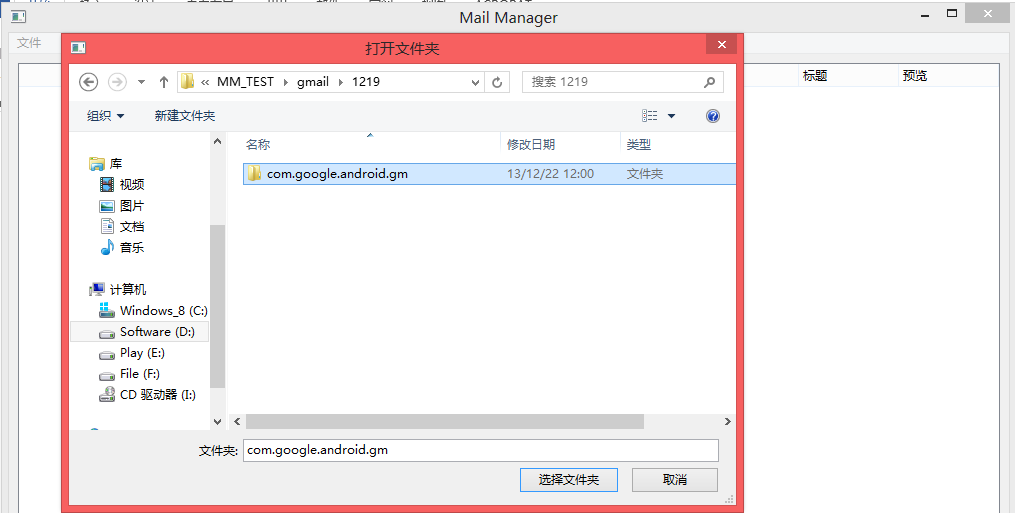 Mail Manager
文件
打开文件夹
« MM_TEST gmail 1219
搜索 1219
组织
新建文件夹
名称 修改日期 类型
com.google.android.gm 13/12/22 12:00 文件夹
库
视频
图片
文档
音乐
计算机
Windows_8 (C:)
Software (D:)
Play (E:)
File (F:)
CD 驱动器 (I:)
文件夹: com.google.android.gm
选择文件夹 取消
标题 预览